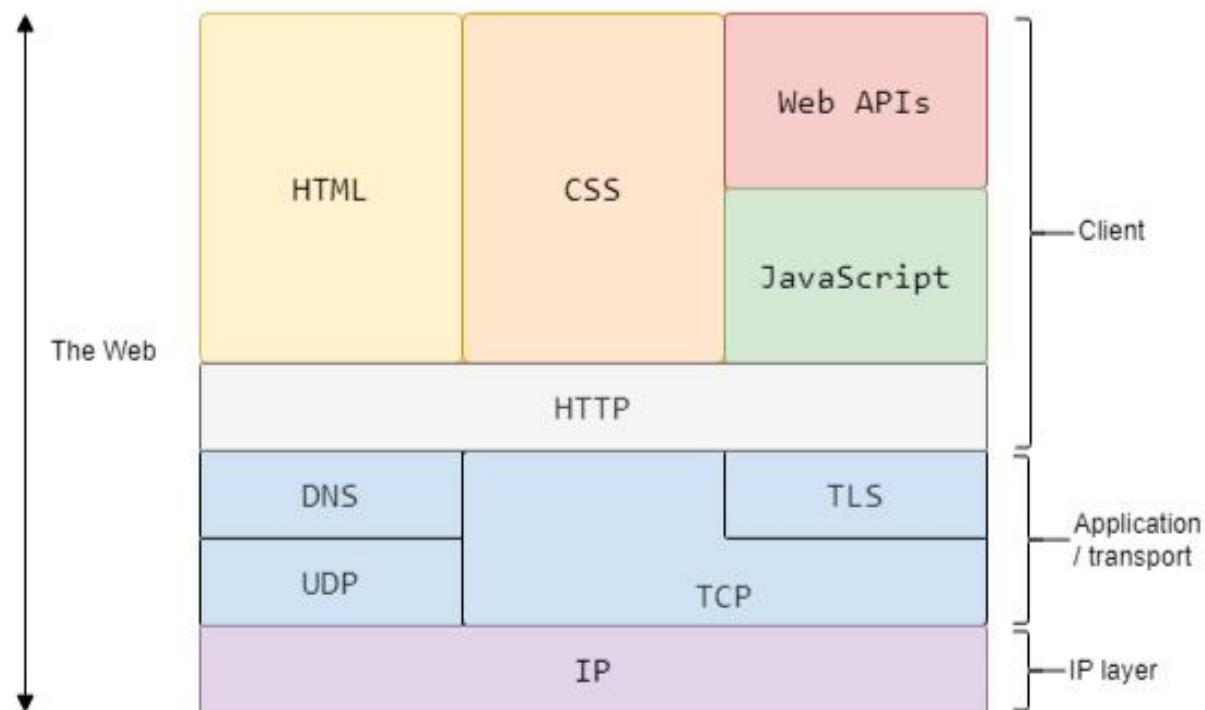 Web APIs
HTML
CSS
Client
JavaScript
The Web
HTTP
DNS
TLS
Application
/ transport
UDP
TCP
IP
IP layer